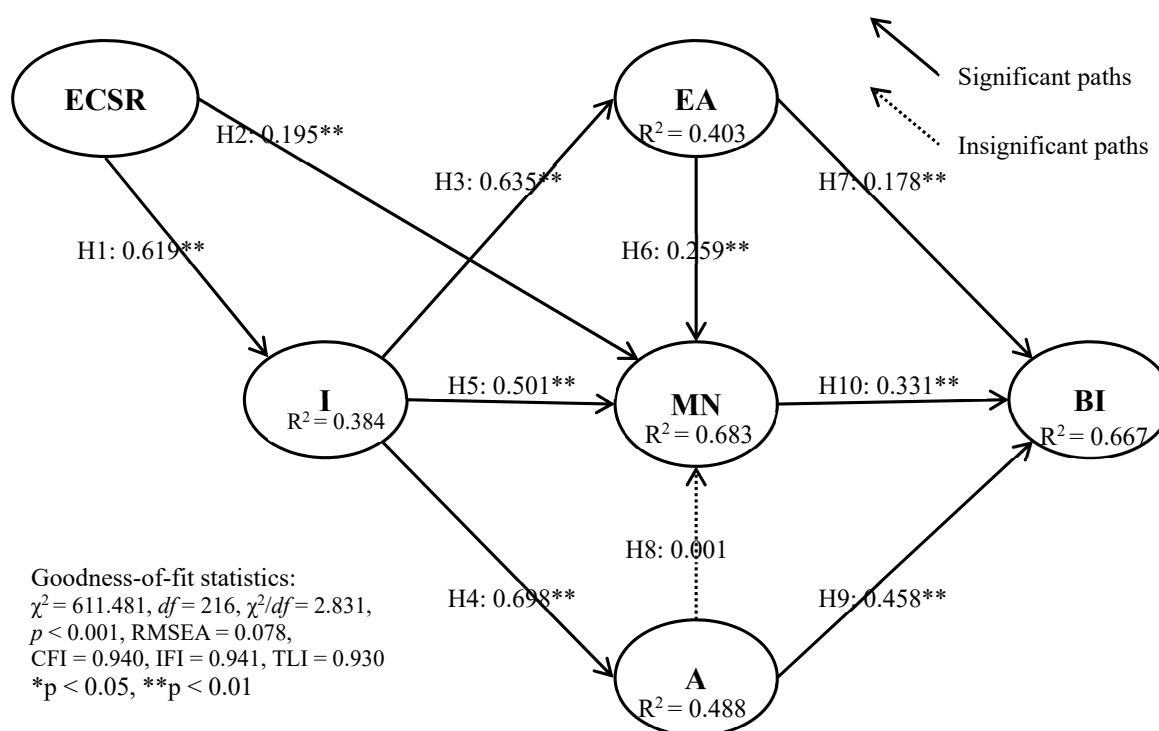 ECSR
EA
R² = 0.403
Significant paths
Insignificant paths
H2: 0.195**
H3: 0.635**
H7: 0.178**
H1: 0.619**
H6: 0.259**
I
R² = 0.384
H5: 0.501**
MN
R² = 0.683
H10: 0.331**
BI
R² = 0.667
H8: 0.001
H4: 0.698**
H9: 0.458**
A
R² = 0.488
Goodness-of-fit statistics:
χ² = 611.481, df = 216, χ²/df = 2.831,
p < 0.001, RMSEA = 0.078,
CFI = 0.940, IFI = 0.941, TLI = 0.930
*p < 0.05, **p < 0.01